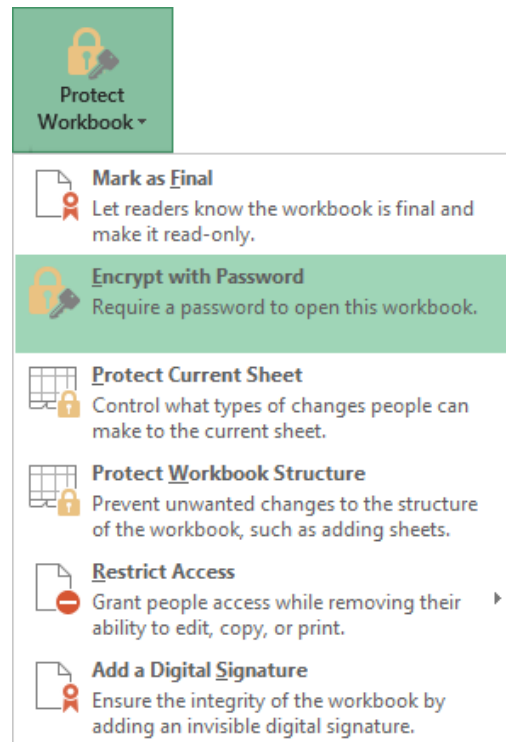 Protect
Workbook
Mark as Final
Let readers know the workbook is final and
make it read-only.
Encrypt with Password
Require a password to open this workbook.
Protect Current Sheet
Control what types of changes people can
make to the current sheet.
Protect Workbook Structure
Prevent unwanted changes to the structure
of the workbook, such as adding sheets.
Restrict Access
Grant people access while removing their
ability to edit, copy, or print.
Add a Digital Signature
Ensure the integrity of the workbook by
adding an invisible digital signature.